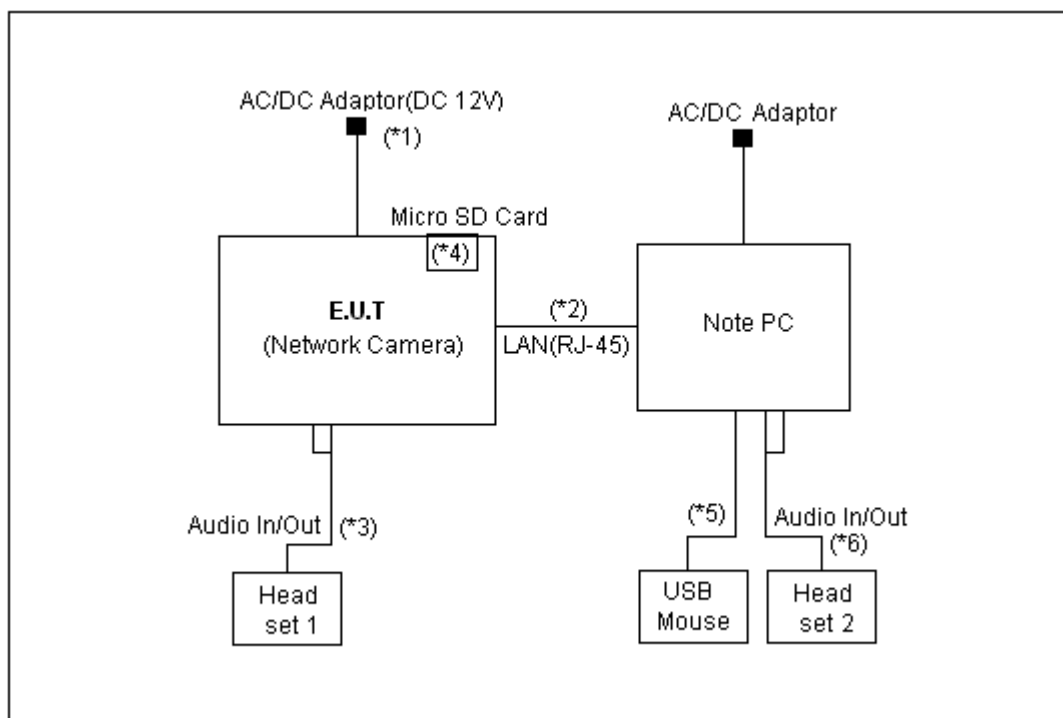 AC/DC Adaptor(DC 12V)
(*1)
AC/DC Adaptor
Micro SD Card
(*4)
E.U.T
(Network Camera)
(*2)
LAN(RJ-45)
Note PC
Audio In/Out
(*3)
(*5)
Audio In/Out
(*6)
Head
set 1
USB
Mouse
Head
set 2